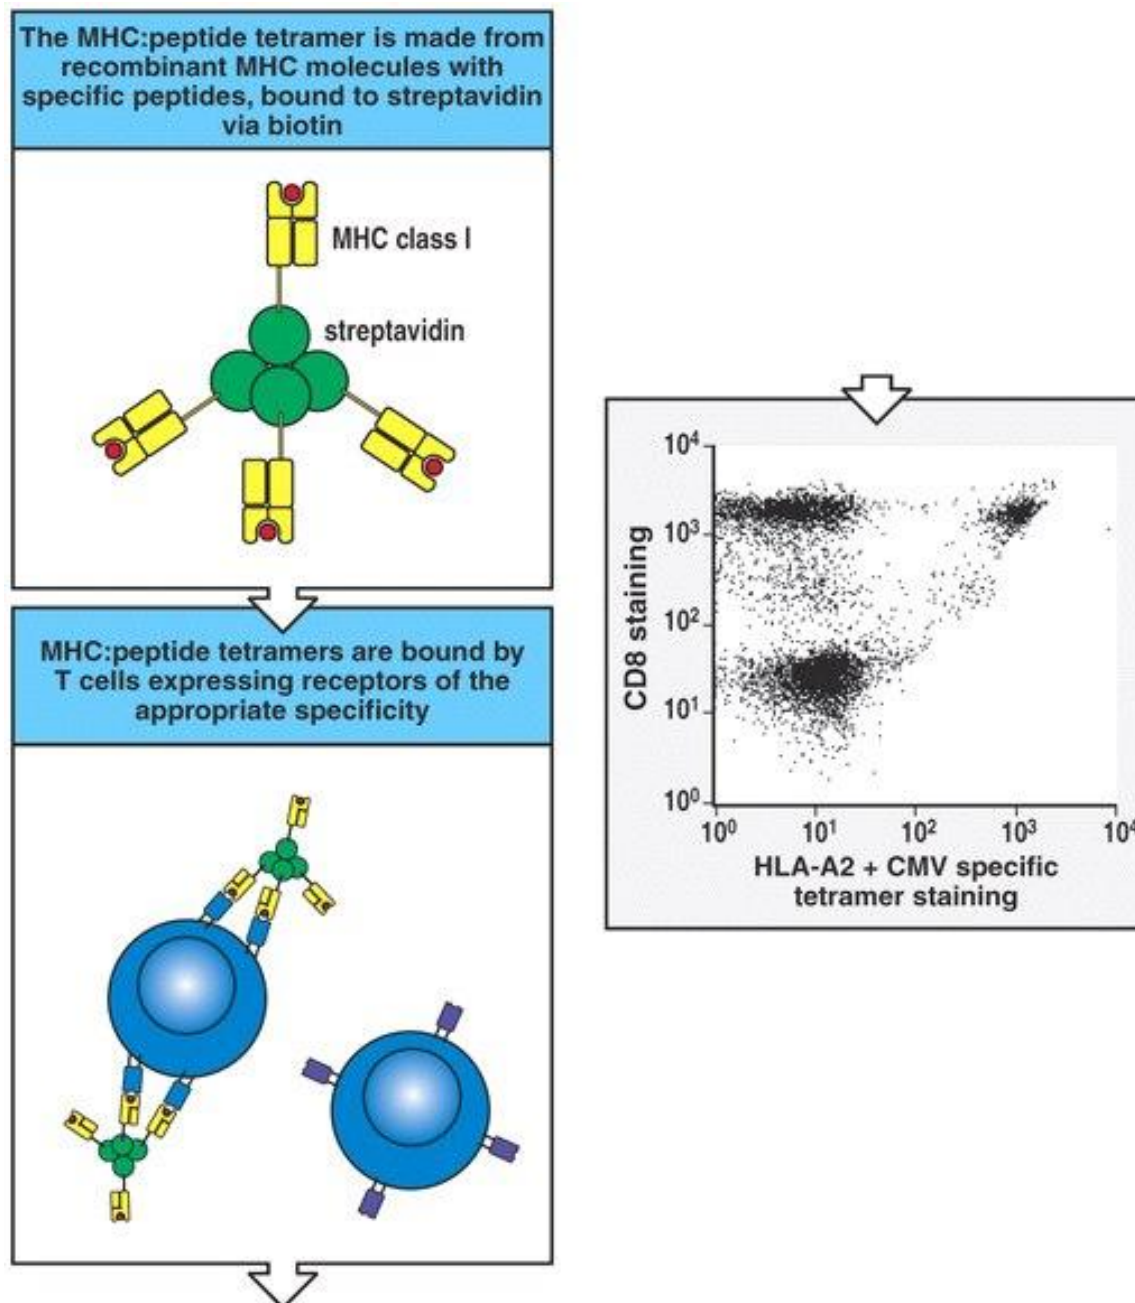 The MHC:peptide tetramer is made from
recombinant MHC molecules with
specific peptides, bound to streptavidin
via biotin
MHC class I
streptavidin
MHC:peptide tetramers are bound by
T cells expressing receptors of the
appropriate specificity
CD8 staining
10⁴
10³
10²
10¹
10⁰
10⁰ 10¹ 10² 10³ 10⁴
HLA-A2 + CMV specific
tetramer staining